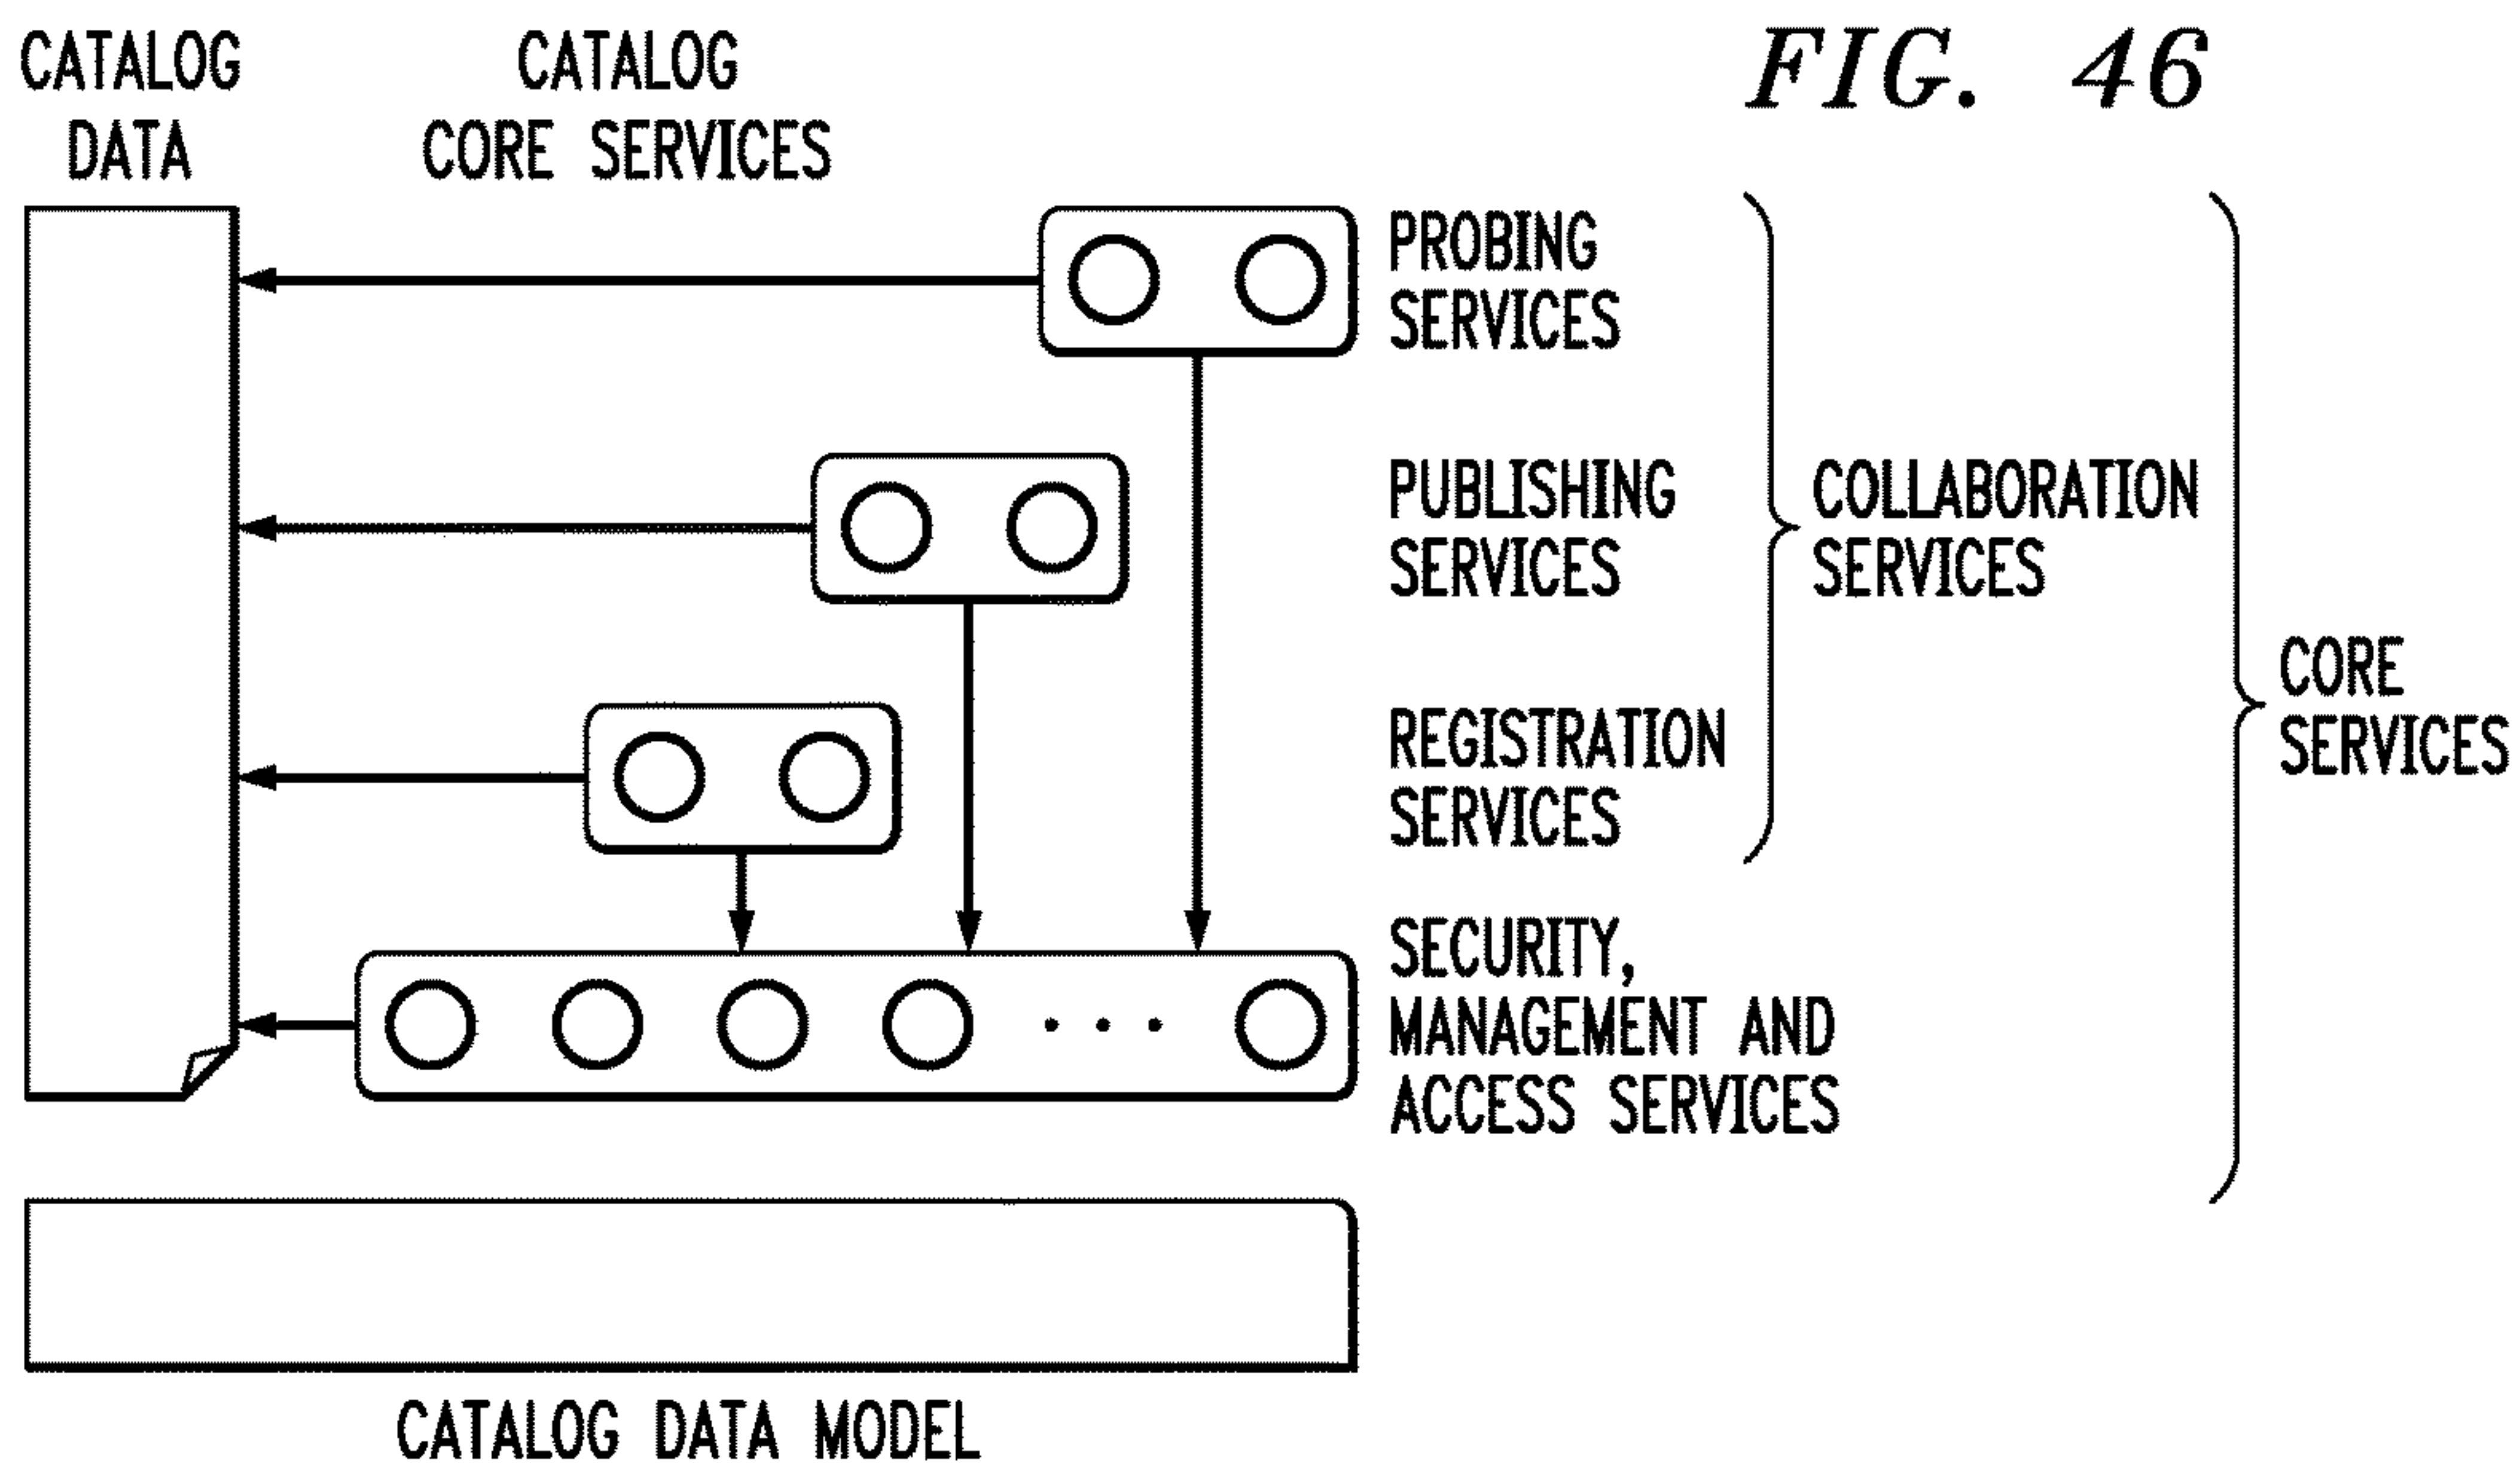 FIG. 46
CATALOG
DATA
CATALOG
CORE SERVICES
PROBING
SERVICES
PUBLISHING
SERVICES
REGISTRATION
SERVICES
COLLABORATION
SERVICES
CORE
SERVICES
SECURITY,
MANAGEMENT AND
ACCESS SERVICES
CATALOG DATA MODEL